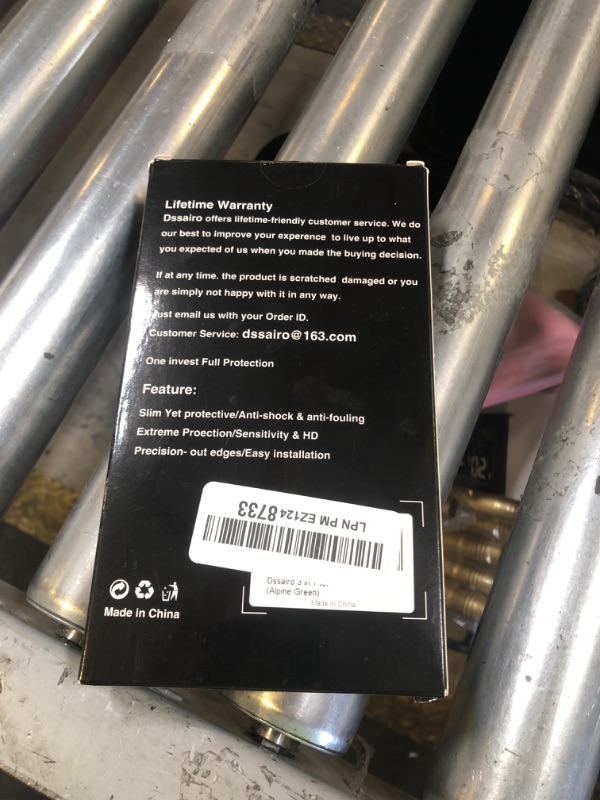 Lifetime Warranty
Dssairo offers lifetime-friendly customer service. We do
our best to improve your experence to live up to what
you expected of us when you made the buying decision.
If at any time. the product is scratched damaged or you
are simply not happy with it in any way.
Just email us with your Order ID.
Customer Service: dssairo@163.com
One invest Full Protection
Feature:
Slim Yet protective/Anti-shock & anti-fouling
Extreme Proection/Sensitivity & HD
Precision- out edges/Easy installation
LPN PM EZ1248733
Dssairo 3
(Alpine Green)
Made in China
Made in China